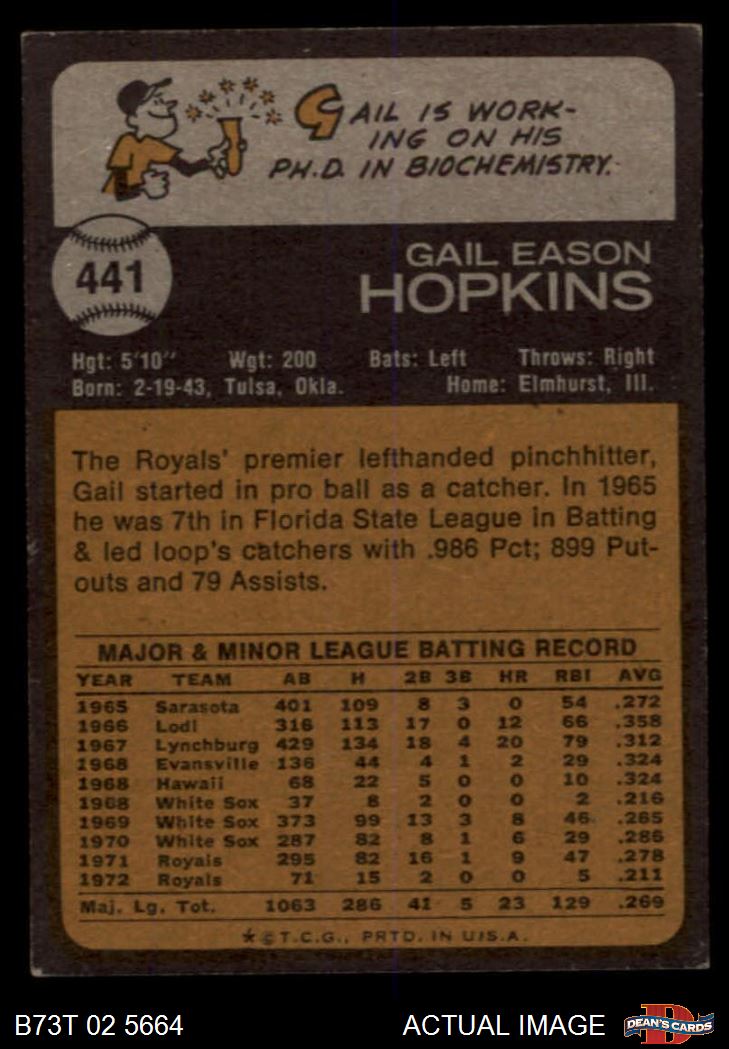 GAIL IS WORK-
ING ON HIS
PH.D. IN BIOCHEMISTRY.
441
GAIL EASON
HOPKINS
Hgt: 5'10" Wgt: 200 Bats: Left Throws: Right
Born: 2-19-43, Tulsa, Okla. Home: Elmhurst, Ill.
The Royals' premier lefthanded pinchhitter,
Gail started in pro ball as a catcher. In 1965
he was 7th in Florida State League in Batting
& led loop's catchers with .986 Pct; 899 Put-
outs and 79 Assists.
MAJOR & MINOR LEAGUE BATTING RECORD
YEAR TEAM AB H 2B 3B HR RBI AVG
1965 Sarasota 401 109 8 3 0 54 .272
1966 Lodi 316 113 17 0 12 66 .358
1967 Lynchburg 429 134 18 4 20 79 .312
1968 Evansville 136 44 4 1 2 29 .324
1968 Hawaii 68 22 5 0 0 10 .324
1968 White Sox 37 8 2 0 0 2 .216
1969 White Sox 373 99 13 3 8 46 .265
1970 White Sox 287 82 8 1 6 29 .286
1971 Royals 295 82 16 1 9 47 .278
1972 Royals 71 15 2 0 0 5 .211
Maj. Lg. Tot. 1063 286 41 5 23 129 .269
*©T.C.G., PRTD. IN U.S.A.
B73T 02 5664 ACTUAL IMAGE
D
DEAN'S CARDS